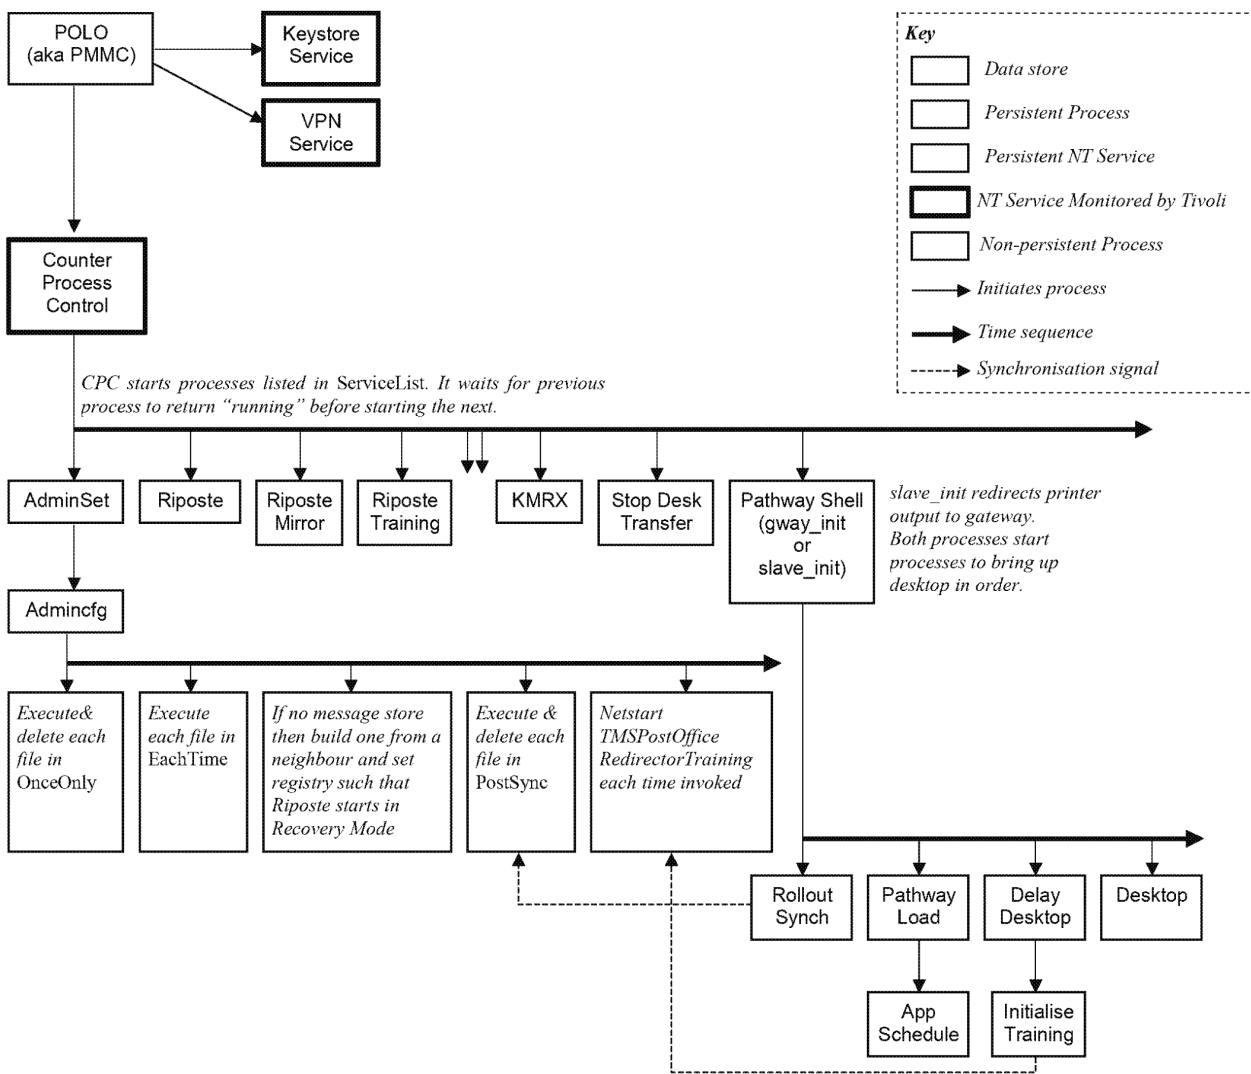 POLO
(aka PMMC)
Keystore
Service
VPN
Service
Key
Data store
Persistent Process
Persistent NT Service
NT Service Monitored by Tivoli
Non-persistent Process
Initiates process
Time sequence
Synchronisation signal
Counter
Process
Control
CPC starts processes listed in ServiceList. It waits for previous
process to return “running” before starting the next.
AdminSet
Riposte
Riposte
Mirror
Riposte
Training
KMRX
Stop Desk
Transfer
Pathway Shell
(gway_init
or
slave_init)
slave_init redirects printer
output to gateway.
Both processes start
processes to bring up
desktop in order.
Admincfg
Execute&
delete each
file in
OnceOnly
Execute
each file in
EachTime
If no message store
then build one from a
neighbour and set
registry such that
Riposte starts in
Recovery Mode
Execute &
delete each
file in
PostSync
Netstart
TMSPostOffice
RedirectorTraining
each time invoked
Rollout
Synch
Pathway
Load
Delay
Desktop
Desktop
App
Schedule
Initialise
Training